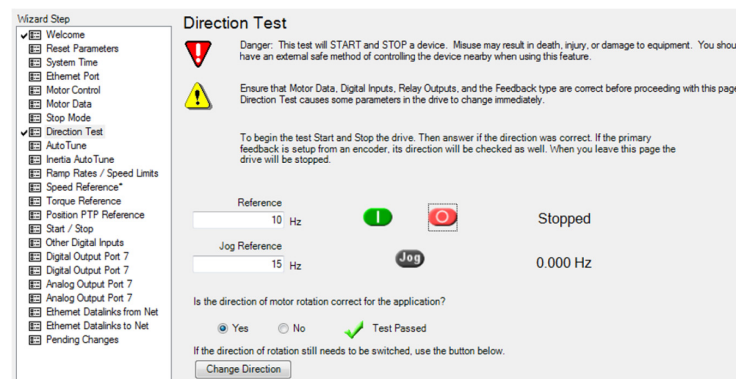 Wizard Step
Welcome
Reset Parameters
System Time
Ethernet Port
Motor Control
Motor Data
Stop Mode
Direction Test
AutoTune
Inertia AutoTune
Ramp Rates / Speed Limits
Speed Reference*
Torque Reference
Position PTP Reference
Start / Stop
Other Digital Inputs
Digital Output Port 7
Digital Output Port 7
Analog Output Port 7
Analog Output Port 7
Ethernet Datalinks from Net
Ethernet Datalinks to Net
Pending Changes
Direction Test
Danger: This test will START and STOP a device. Misuse may result in death, injury, or damage to equipment. You shou
have an external safe method of controlling the device nearby when using this feature.
Ensure that Motor Data, Digital Inputs, Relay Outputs, and the Feedback type are correct before proceeding with this page
Direction Test causes some parameters in the drive to change immediately.
To begin the test Start and Stop the drive. Then answer if the direction was correct. If the primary
feedback is setup from an encoder, its direction will be checked as well. When you leave this page the
drive will be stopped.
Reference
10 Hz
Stopped
Jog Reference
15 Hz
Jog
0.000 Hz
Is the direction of motor rotation correct for the application?
Yes No Test Passed
If the direction of rotation still needs to be switched, use the button below.
Change Direction